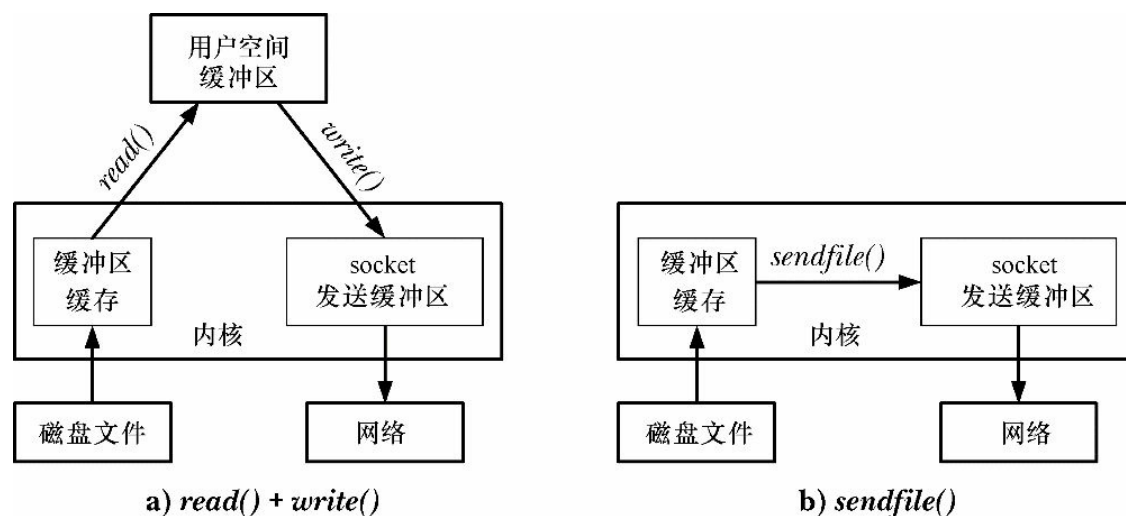 用户空间
缓冲区
read()
write()
缓冲区
缓存
socket
发送缓冲区
内核
磁盘文件
网络
a) read() + write()
缓冲区
缓存
sendfile()
socket
发送缓冲区
内核
磁盘文件
网络
b) sendfile()